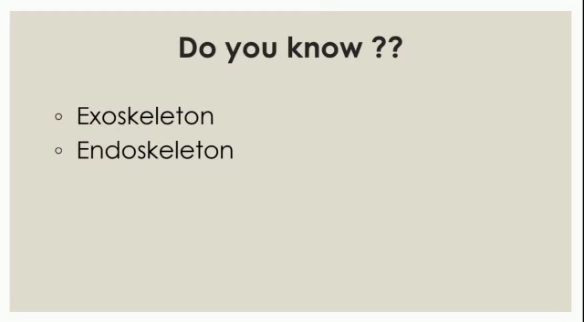 Do you know ??
◦ Exoskeleton
◦ Endoskeleton